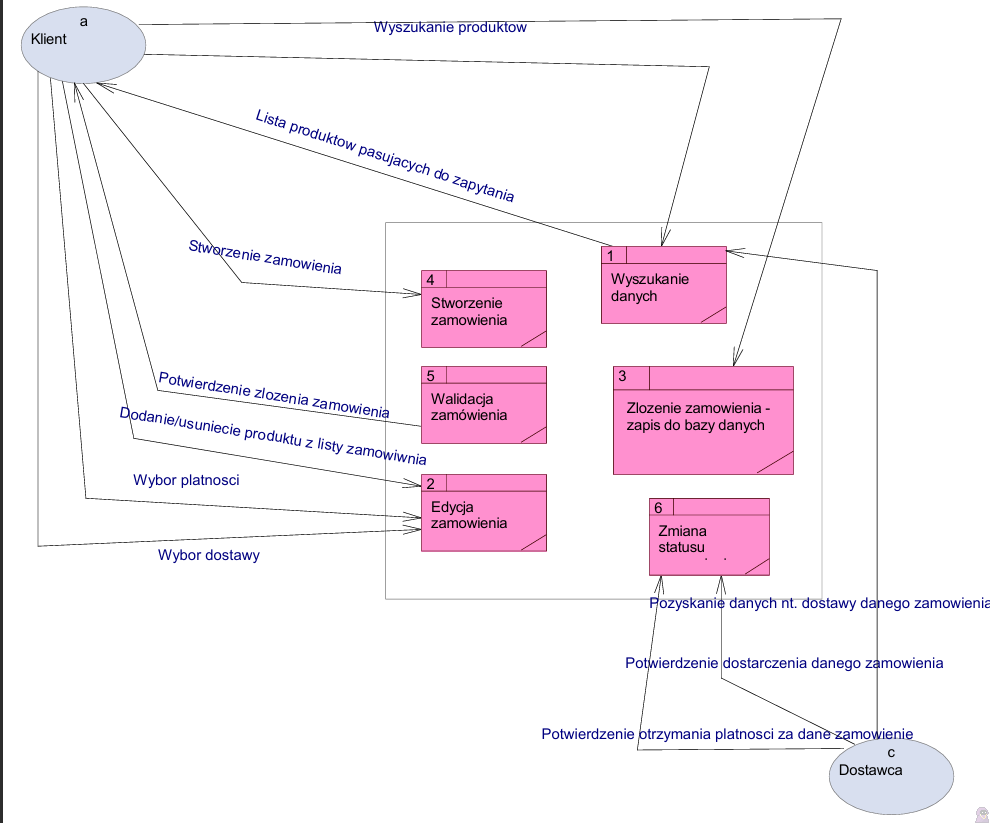 a
Klient
Wyszukanie produktow
Lista produktow pasujacych do zapytania
Stworzenie zamowienia
1
Wyszukanie
danych
4
Stworzenie
zamowienia
5
Walidacja
zamówienia
3
Zlozenie zamowienia -
zapis do bazy danych
Potwierdzenie zlozenia zamowienia
Dodanie/usuniecie produktu z listy zamowiwnia
Wybor platnosci
2
Edycja
zamowienia
6
Zmiana
statusu
Wybor dostawy
Pozyskanie danych nt. dostawy danego zamowienia
Potwierdzenie dostarczenia danego zamowienia
Potwierdzenie otrzymania platnosci za dane zamowienie
c
Dostawca